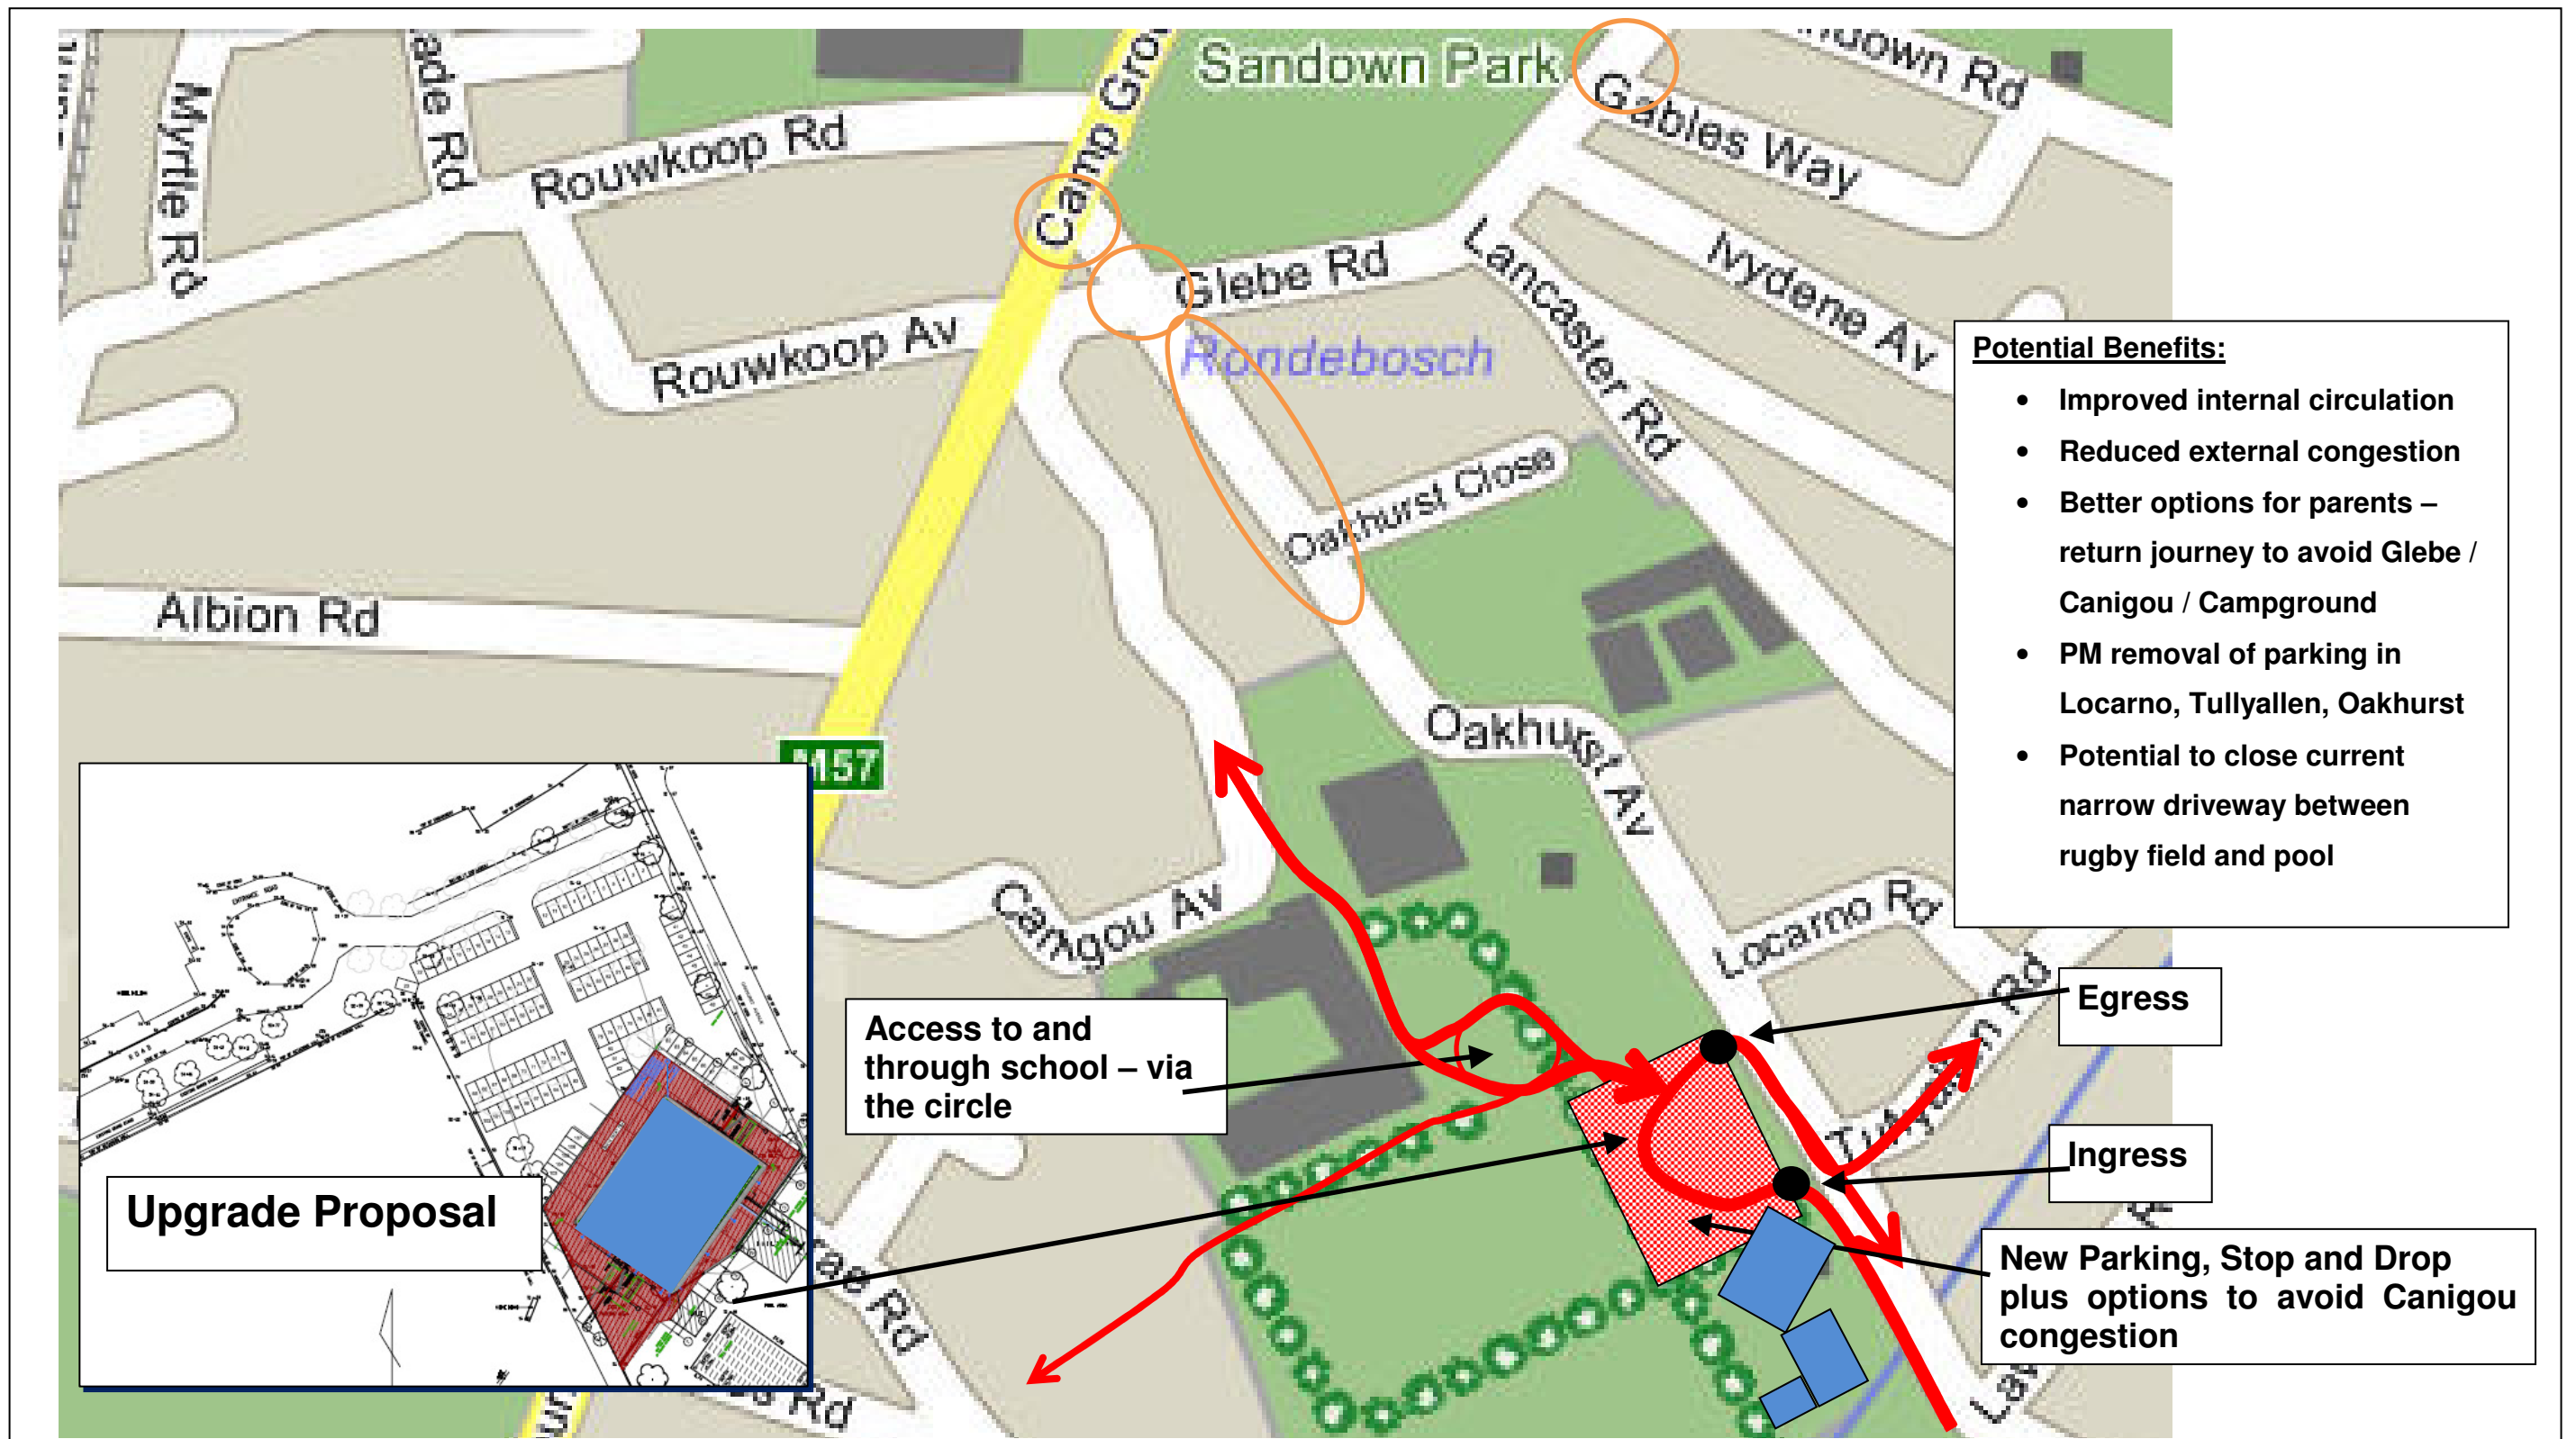 Sandown Park
Myrtle Rd
Rouwkoop Rd
Camp
Gables Way
Rd
Glebe Rd
Lancaster Rd
Ivydene Av
Rouwkoop Av
Rondebosch
Oakhurst Close
Albion Rd
Oakhurst Av
Canigou Av
Locarno Rd
Rd
Rd
Rd
Potential Benefits:
• Improved internal circulation
• Reduced external congestion
• Better options for parents –
return journey to avoid Glebe /
Canigou / Campground
• PM removal of parking in
Locarno, Tullyallen, Oakhurst
• Potential to close current
narrow driveway between
rugby field and pool
Egress
Ingress
Access to and
through school – via
the circle
Upgrade Proposal
New Parking, Stop and Drop
plus options to avoid Canigou
congestion